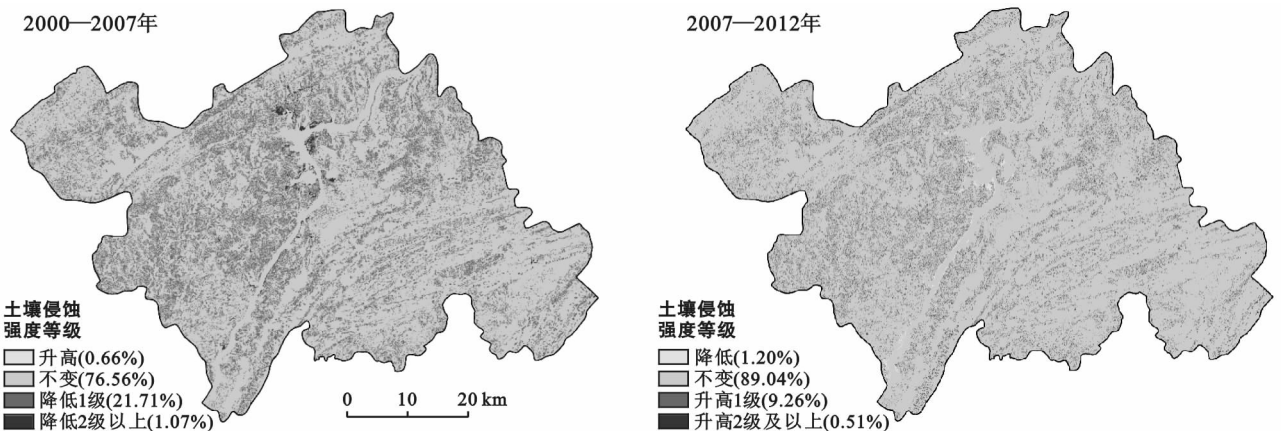 2000—2007年
土壤侵蚀
强度等级
升高(0.66%)
不变(76.56%)
降低1级(21.71%)
降低2级以上(1.07%)
0 10 20 km
2007—2012年
土壤侵蚀
强度等级
降低(1.20%)
不变(89.04%)
升高1级(9.26%)
升高2级及以上(0.51%)